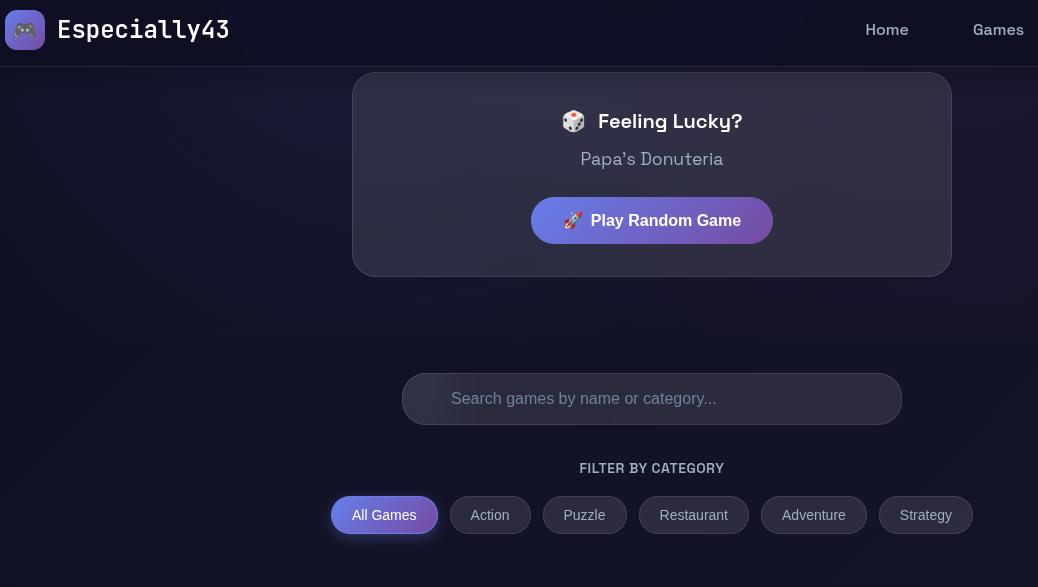 Especially43
Home
Games
Feeling Lucky?
Papa's Donuteria
Play Random Game
Search games by name or category...
FILTER BY CATEGORY
All Games
Action
Puzzle
Restaurant
Adventure
Strategy